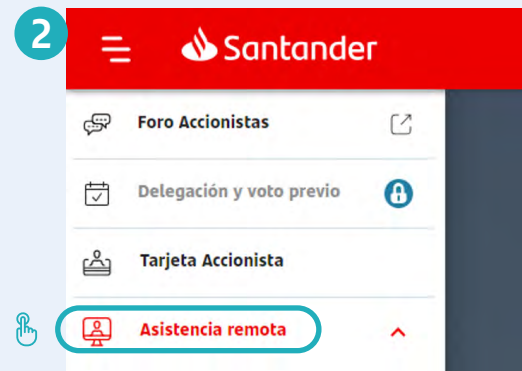 2
Santander
Foro Accionistas
Delegación y voto previo
Tarjeta Accionista
Asistencia remota